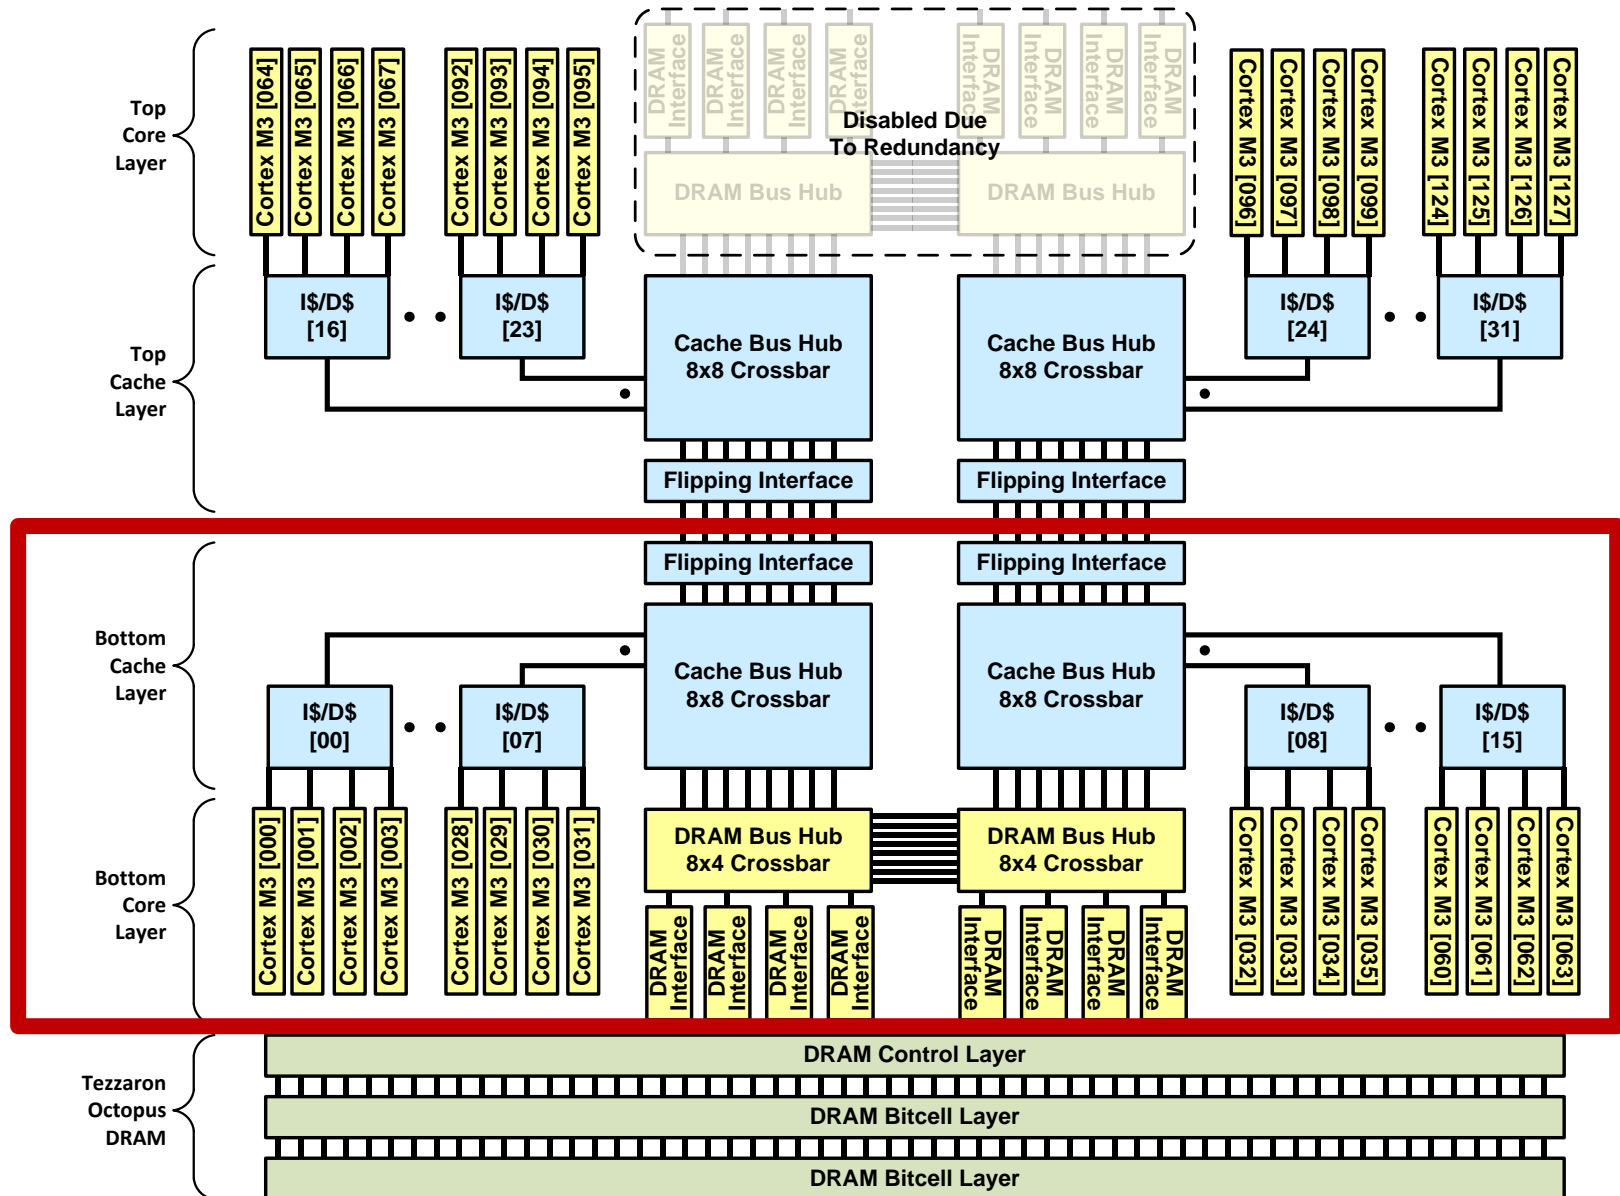 Top
Core
Layer
Cortex M3 [064]
Cortex M3 [065]
Cortex M3 [066]
Cortex M3 [067]
Cortex M3 [092]
Cortex M3 [093]
Cortex M3 [094]
Cortex M3 [095]
DRAM
Interface
DRAM
Interface
DRAM
Interface
DRAM
Interface
DRAM
Interface
DRAM
Interface
DRAM
Interface
DRAM
Interface
Disabled Due
To Redundancy
DRAM Bus Hub
DRAM Bus Hub
Cortex M3 [096]
Cortex M3 [097]
Cortex M3 [098]
Cortex M3 [099]
Cortex M3 [124]
Cortex M3 [125]
Cortex M3 [126]
Cortex M3 [127]
Top
Cache
Layer
I$/D$
[16]
I$/D$
[23]
Cache Bus Hub
8x8 Crossbar
Cache Bus Hub
8x8 Crossbar
I$/D$
[24]
I$/D$
[31]
Flipping Interface
Flipping Interface
Bottom
Cache
Layer
Flipping Interface
Flipping Interface
I$/D$
[00]
I$/D$
[07]
Cache Bus Hub
8x8 Crossbar
Cache Bus Hub
8x8 Crossbar
I$/D$
[08]
I$/D$
[15]
Bottom
Core
Layer
Cortex M3 [000]
Cortex M3 [001]
Cortex M3 [002]
Cortex M3 [003]
Cortex M3 [028]
Cortex M3 [029]
Cortex M3 [030]
Cortex M3 [031]
DRAM Bus Hub
8x4 Crossbar
DRAM Bus Hub
8x4 Crossbar
DRAM
Interface
DRAM
Interface
DRAM
Interface
DRAM
Interface
DRAM
Interface
DRAM
Interface
DRAM
Interface
DRAM
Interface
Cortex M3 [032]
Cortex M3 [033]
Cortex M3 [034]
Cortex M3 [035]
Cortex M3 [060]
Cortex M3 [061]
Cortex M3 [062]
Cortex M3 [063]
Tezzaron
Octopus
DRAM
DRAM Control Layer
DRAM Bitcell Layer
DRAM Bitcell Layer